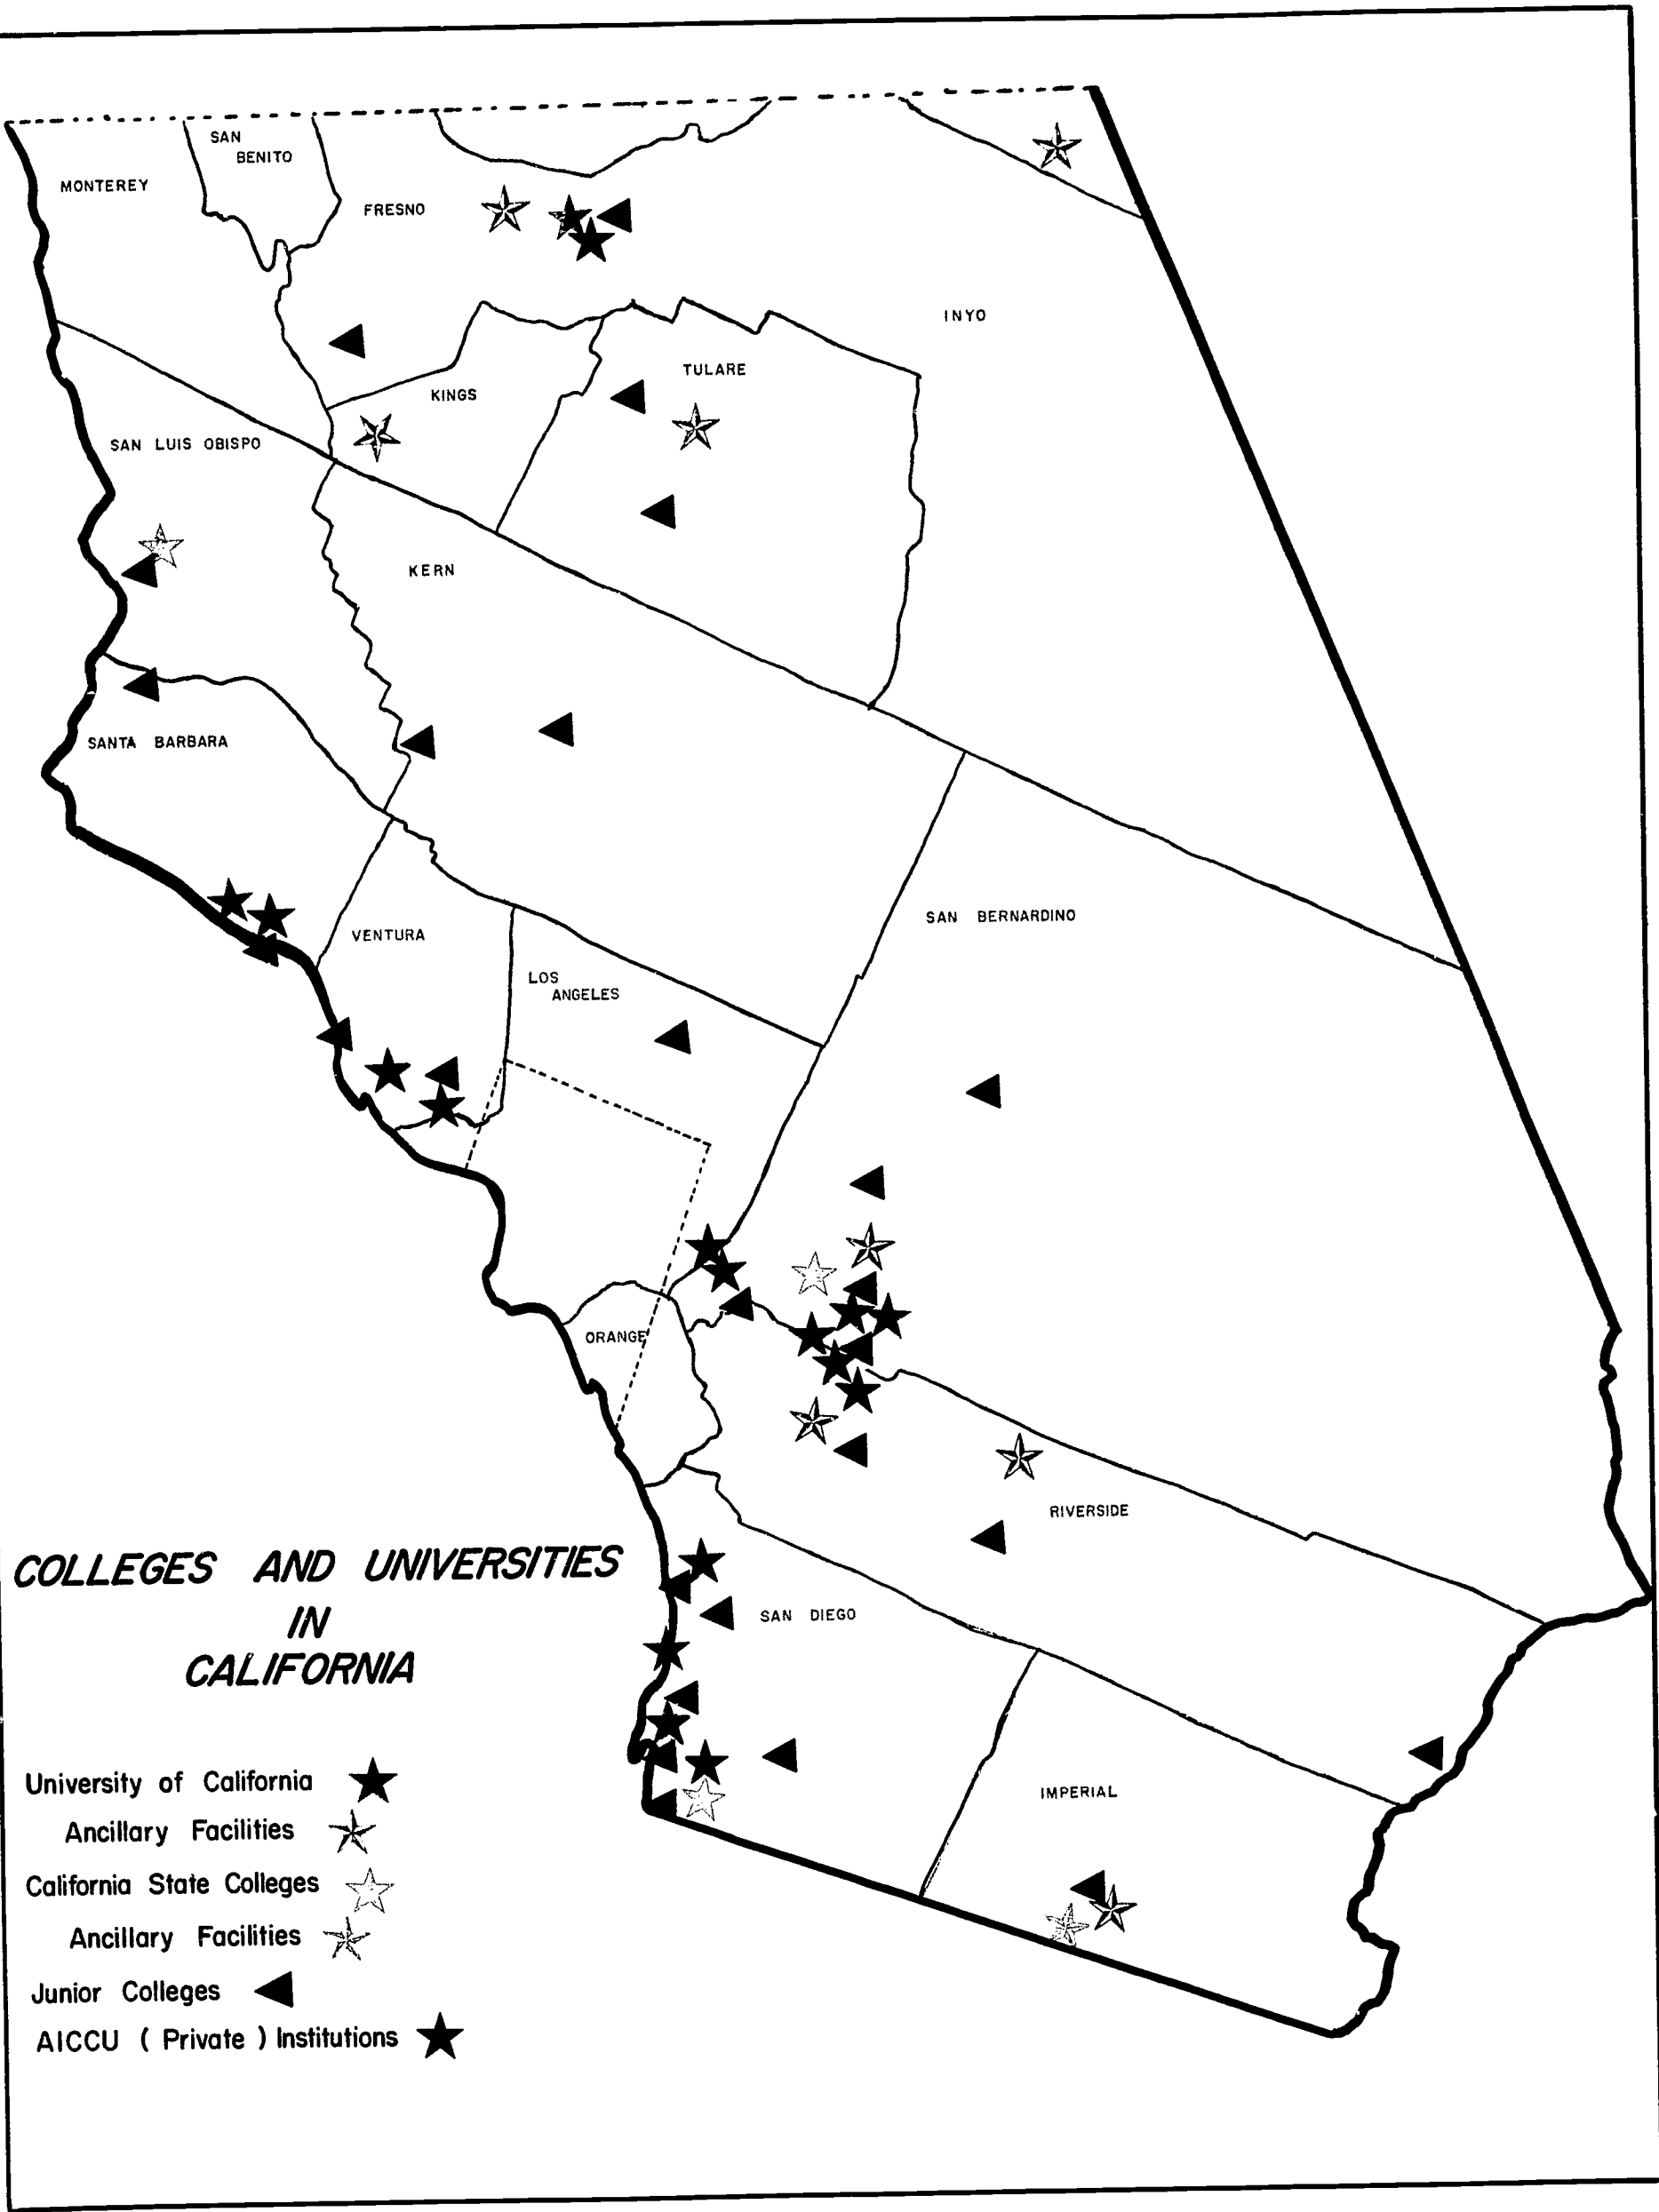 SAN
BENITO
MONTEREY
FRESNO
INYO
TULARE
KINGS
SAN LUIS OBISPO
KERN
SANTA BARBARA
SAN BERNARDINO
VENTURA
LOS
ANGELES
ORANGE
RIVERSIDE
SAN DIEGO
IMPERIAL
COLLEGES AND UNIVERSITIES
IN
CALIFORNIA
University of California
Ancillary Facilities
California State Colleges
Ancillary Facilities
Junior Colleges
AICCU ( Private ) Institutions